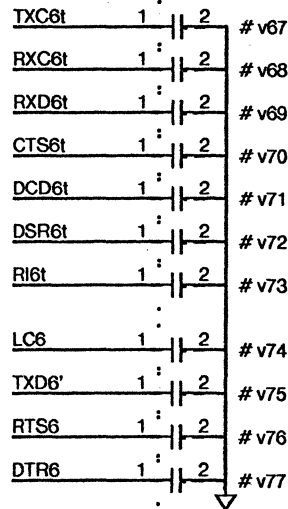 TXC6t 1 2 # v67
RXC6t 1 2 # v68
RXD6t 1 2 # v69
CTS6t 1 2 # v70
DCD6t 1 2 # v71
DSR6t 1 2 # v72
RI6t 1 2 # v73
LC6 1 2 # v74
TXD6' 1 2 # v75
RTS6 1 2 # v76
DTR6 1 2 # v77